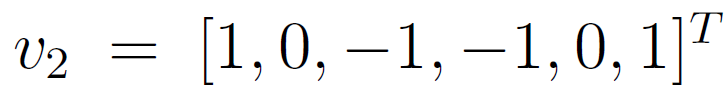 v₂ = [1, 0, −1, −1, 0, 1]ᵀ